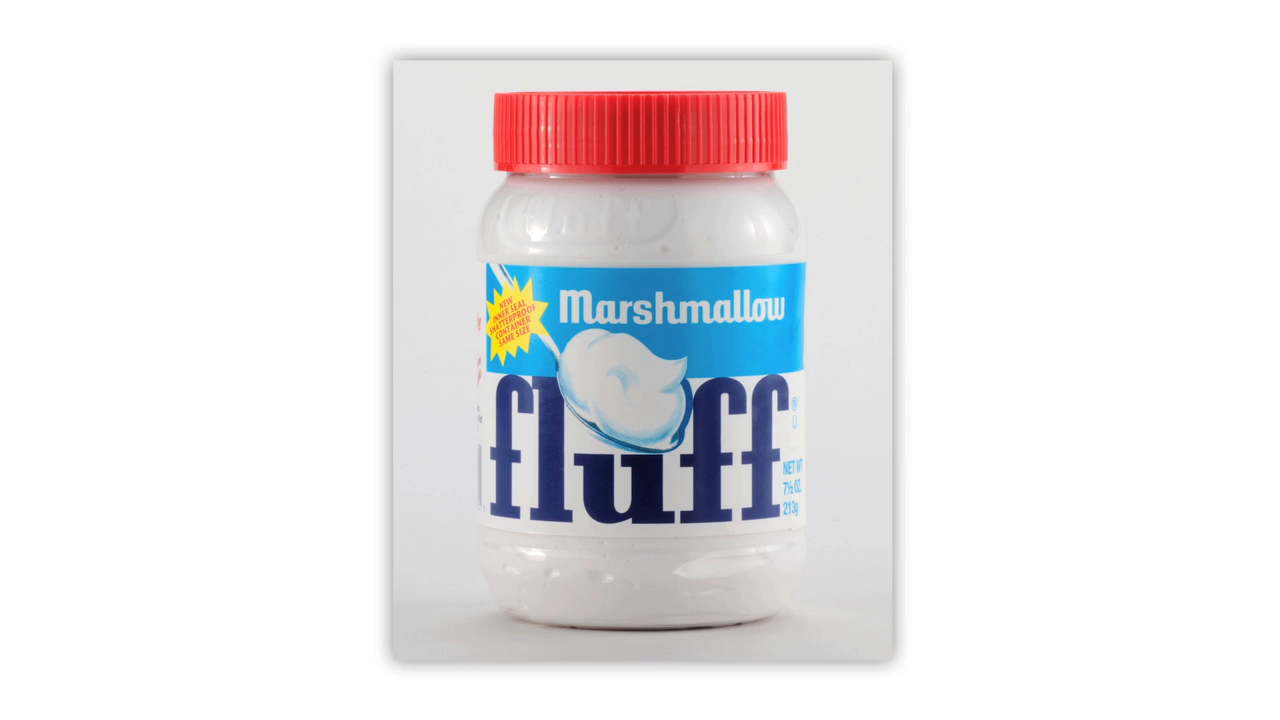 NEW
INNER SEAL
SHATTERPROOF
CONTAINER
SAME SIZE
Marshmallow
fluff
NET WT
7½ OZ.
213g